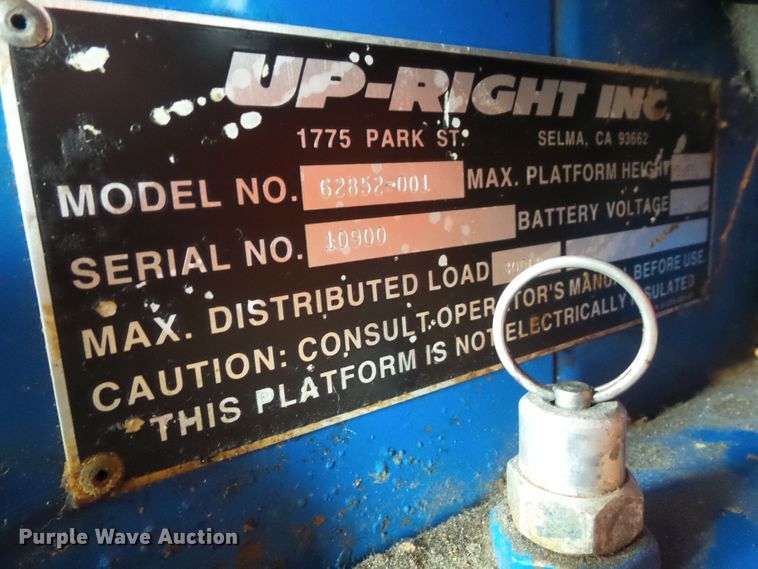 UP-RIGHT INC.
1775 PARK ST. SELMA, CA 93662
MODEL NO. 62852-001 MAX. PLATFORM HEIGHT
SERIAL NO. 10900 BATTERY VOLTAGE
MAX. DISTRIBUTED LOAD
CAUTION: CONSULT OPERATOR'S MANUAL BEFORE USE.
THIS PLATFORM IS NOT ELECTRICALLY INSULATED
Purple Wave Auction